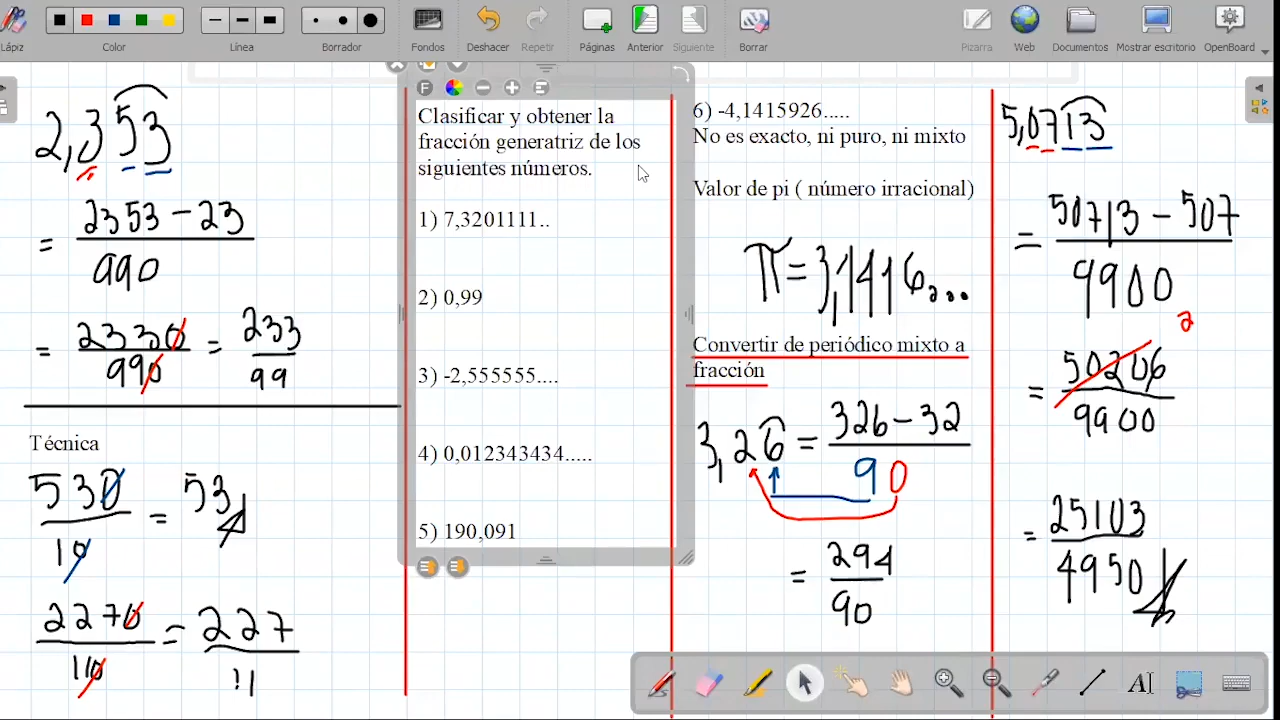 Lápiz
Color
Línea
Borrador
Fondos
Deshacer
Repetir
Páginas
Anterior
Siguiente
Borrar
Pizarra
Web
Documentos
Mostrar escritorio
OpenBoard
2,353
= 2353 - 23
990
= 2330 = 233
990 99
Técnica
530 = 53
10
2270 = 227
110 11
F
Clasificar y obtener la
fracción generatriz de los
siguientes números.
1) 7,3201111..
2) 0,99
3) -2,555555....
4) 0,012343434.....
5) 190,091
6) -4,1415926.....
No es exacto, ni puro, ni mixto
Valor de pi ( número irracional)
π = 3,1416...
Convertir de periódico mixto a
fracción
3,26 = 326 - 32
90
= 294
90
5,0713
= 50713 - 507
9900
2
= 50206
9900
= 25103
4950
AI